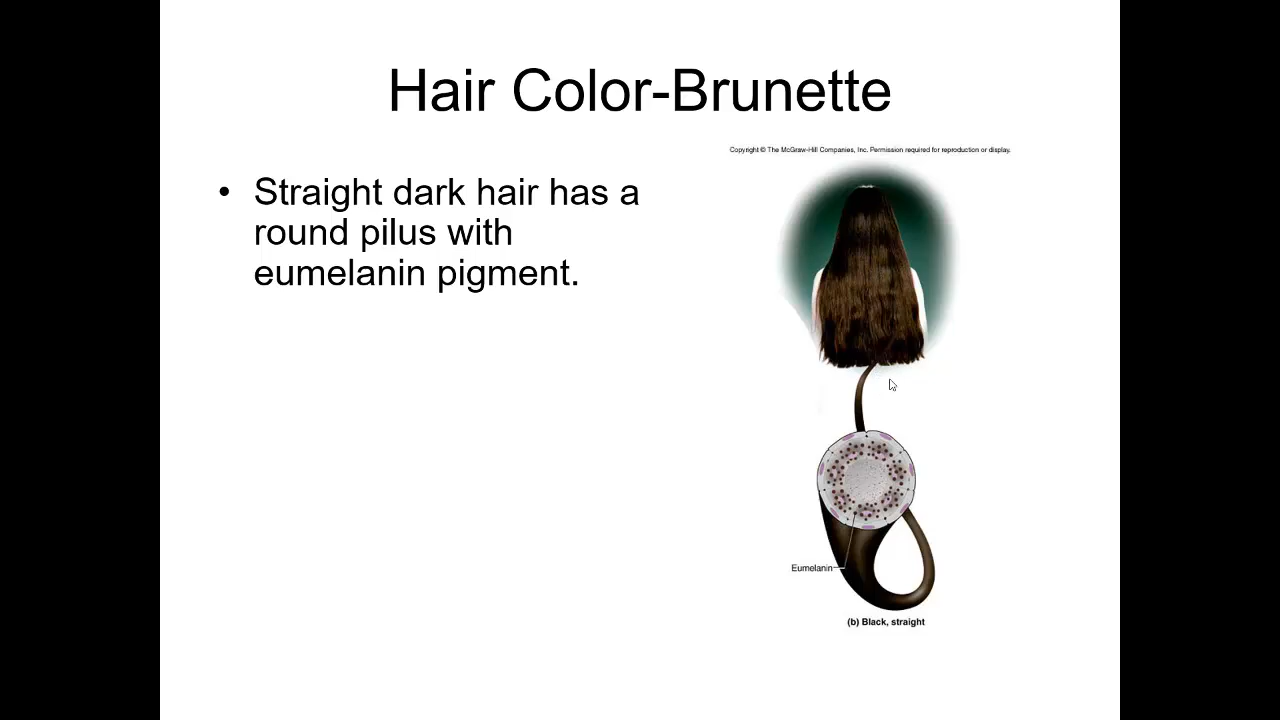 Hair Color-Brunette
Copyright © The McGraw-Hill Companies, Inc. Permission required for reproduction or display.
• Straight dark hair has a
round pilus with
eumelanin pigment.
Eumelanin
(b) Black, straight